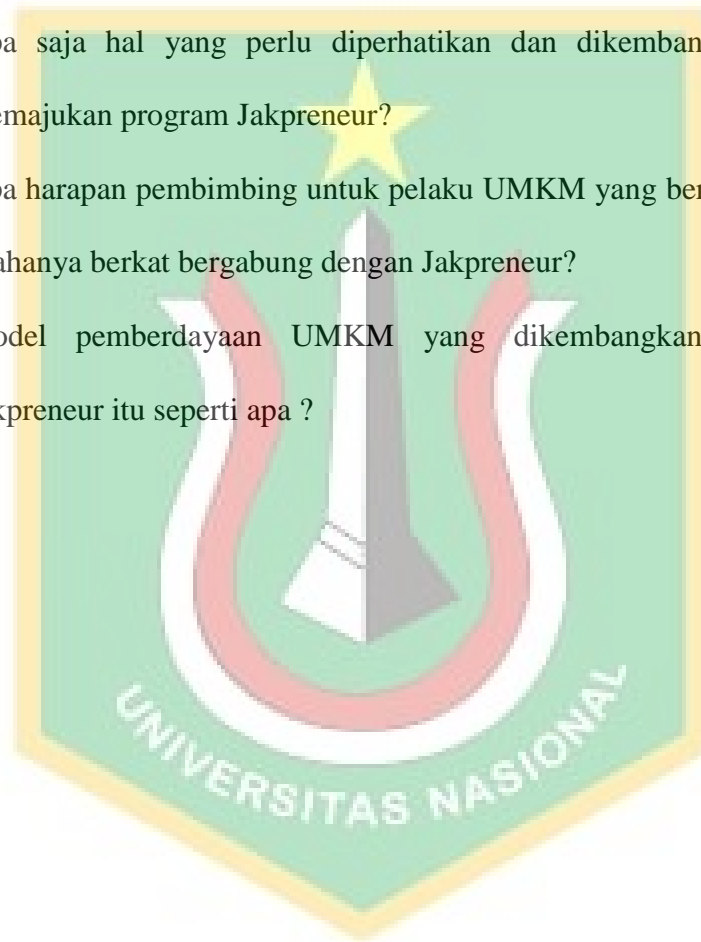 pa saja hal yang perlu diperhatikan dan dikemban
emajukan program Jakpreneur?
pa harapan pembimbing untuk pelaku UMKM yang ber
ahanya berkat bergabung dengan Jakpreneur?
odel pemberdayaan UMKM yang dikembangkan
kpreneur itu seperti apa ?
UNIVERSITAS NASIONAL